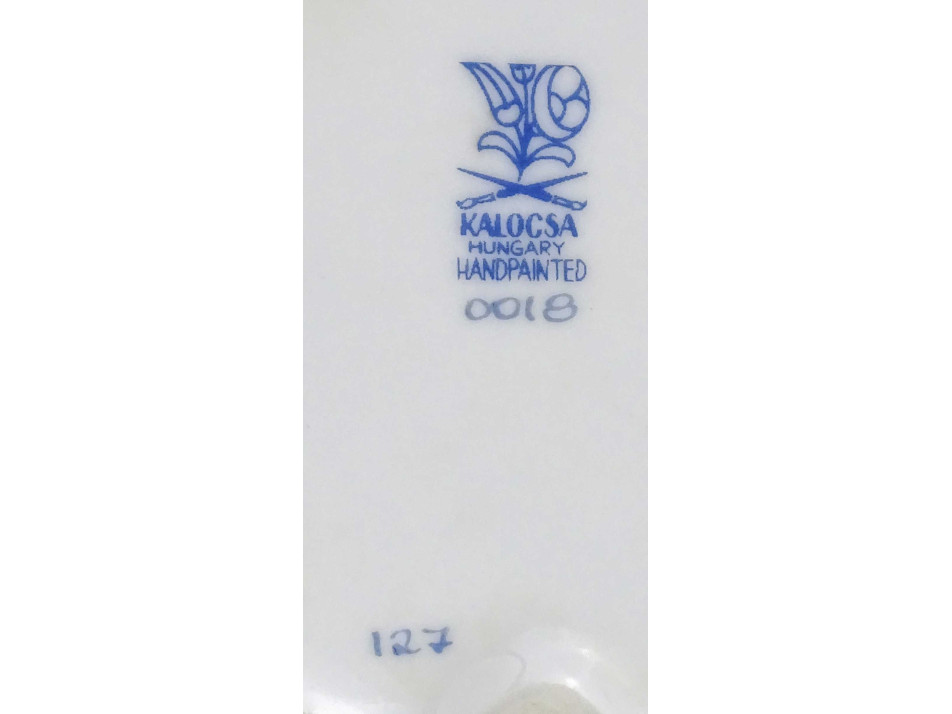 KALOCSA
HUNGARY
HANDPAINTED
0018
127